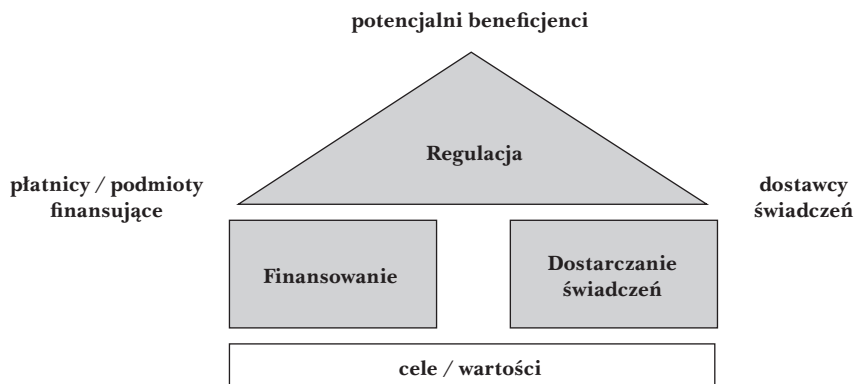 potencjalni beneficjenci
Regulacja
płatnicy / podmioty
finansujące
dostawcy
świadczeń
Finansowanie
Dostarczanie
świadczeń
cele / wartości